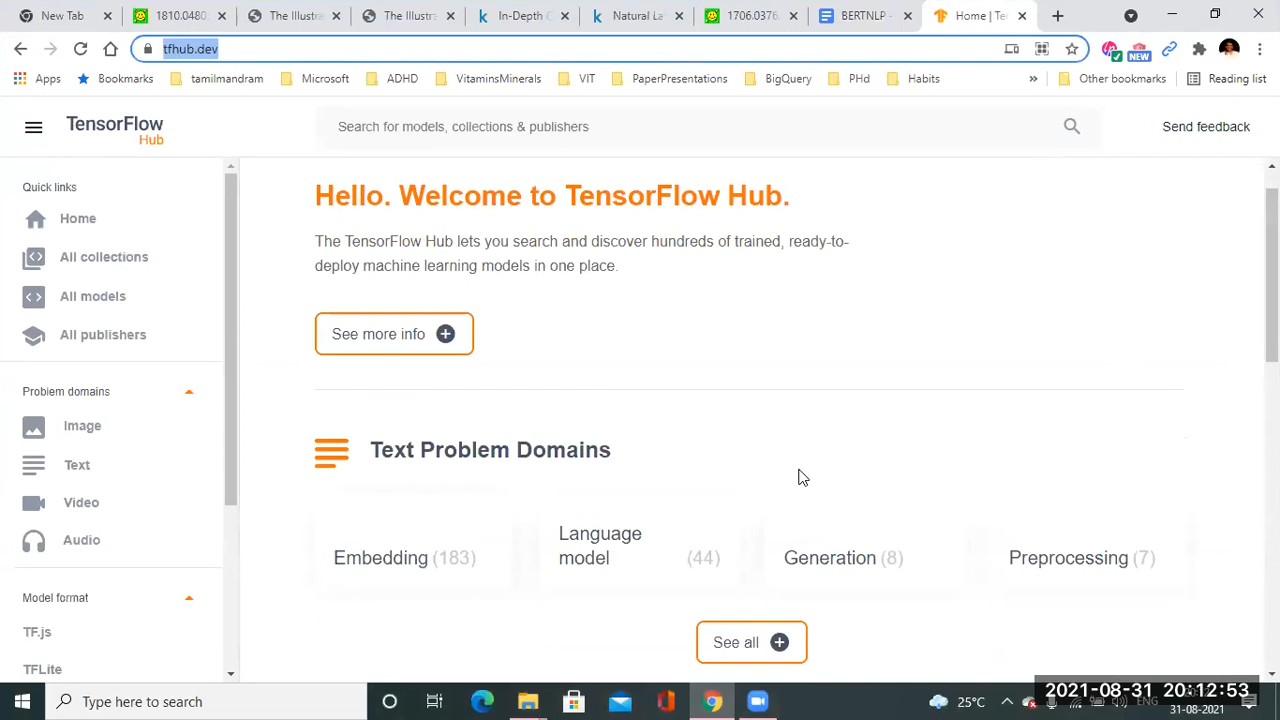 New Tab
1810.0480
The Illustra
The Illustra
In-Depth
Natural La
1706.0376
BERTNLP -
Home | Te
tfhub.dev
NEW
Apps
Bookmarks
tamilmandram
Microsoft
ADHD
VitaminsMinerals
VIT
PaperPresentations
BigQuery
PHd
Habits
»
Other bookmarks
Reading list
TensorFlow
Hub
Search for models, collections & publishers
Send feedback
Quick links
Home
All collections
All models
All publishers
Problem domains
Image
Text
Video
Audio
Model format
TF.js
TFLite
Hello. Welcome to TensorFlow Hub.
The TensorFlow Hub lets you search and discover hundreds of trained, ready-to-
deploy machine learning models in one place.
See more info
Text Problem Domains
Embedding (183)
Language
model (44)
Generation (8)
Preprocessing (7)
See all
Type here to search
25°C
ENG
2021-08-31 20:12:53
31-08-2021